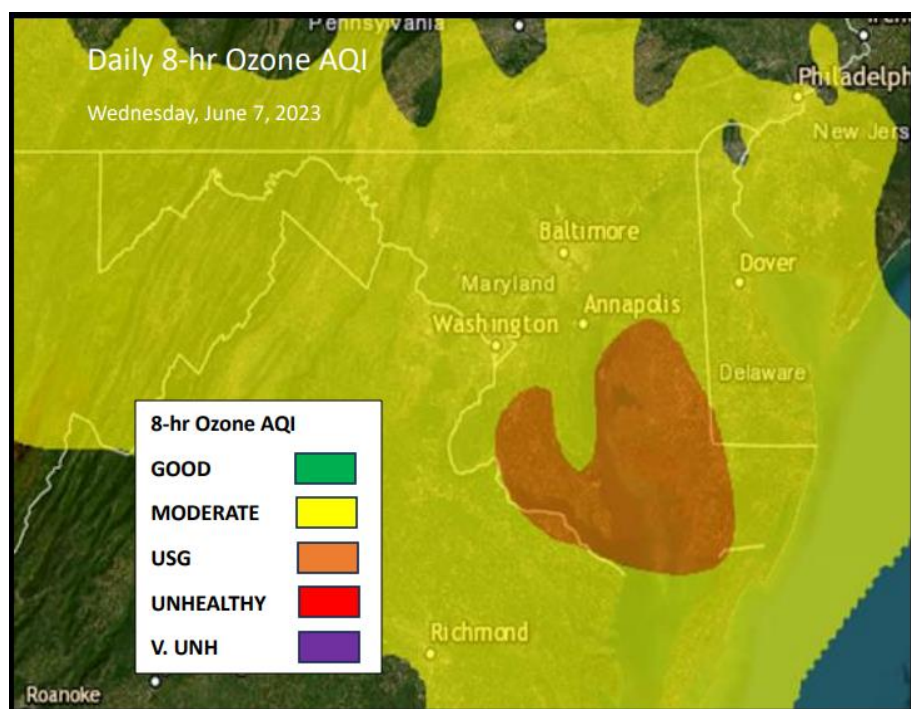 Pennsylvania
Daily 8-hr Ozone AQI
Wednesday, June 7, 2023
Philadelph
New Jers
Baltimore
Maryland
Dover
Annapolis
Washington
Delaware
8-hr Ozone AQI
GOOD
MODERATE
USG
UNHEALTHY
V. UNH
Richmond
Roanoke